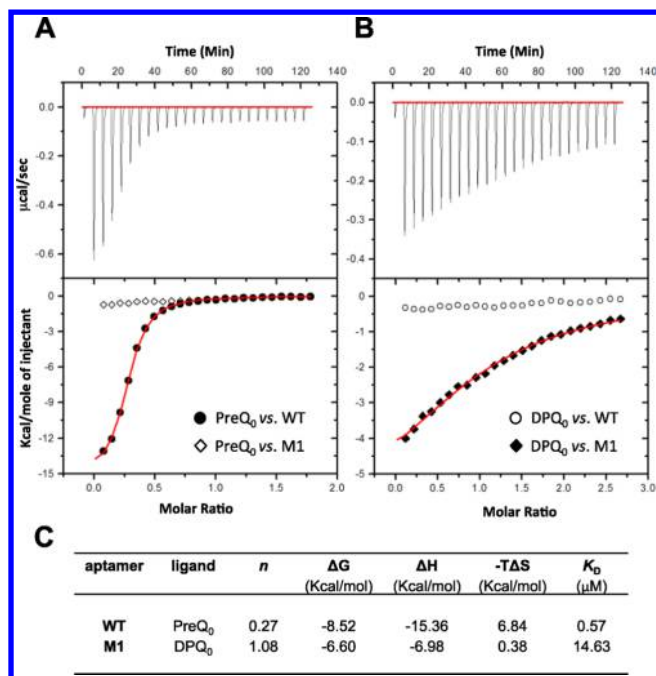 A
B
Time (Min)
Time (Min)
0 20 40 60 80 100 120 140
0 20 40 60 80 100 120 140
0.0
-0.2
-0.4
-0.6
µcal/sec
0.0
-0.1
-0.2
-0.3
-0.4
0
-3
-6
-9
-12
-15
Kcal/mole of injectant
PreQ₀ vs. WT
PreQ₀ vs. M1
0
-1
-2
-3
-4
-5
DPQ₀ vs. WT
DPQ₀ vs. M1
0.0 0.5 1.0 1.5 2.0
0.0 0.5 1.0 1.5 2.0 2.5 3.0
Molar Ratio
Molar Ratio
C
aptamer ligand n ΔG ΔH -TΔS K_D
(Kcal/mol) (Kcal/mol) (Kcal/mol) (µM)
WT PreQ₀ 0.27 -8.52 -15.36 6.84 0.57
M1 DPQ₀ 1.08 -6.60 -6.98 0.38 14.63